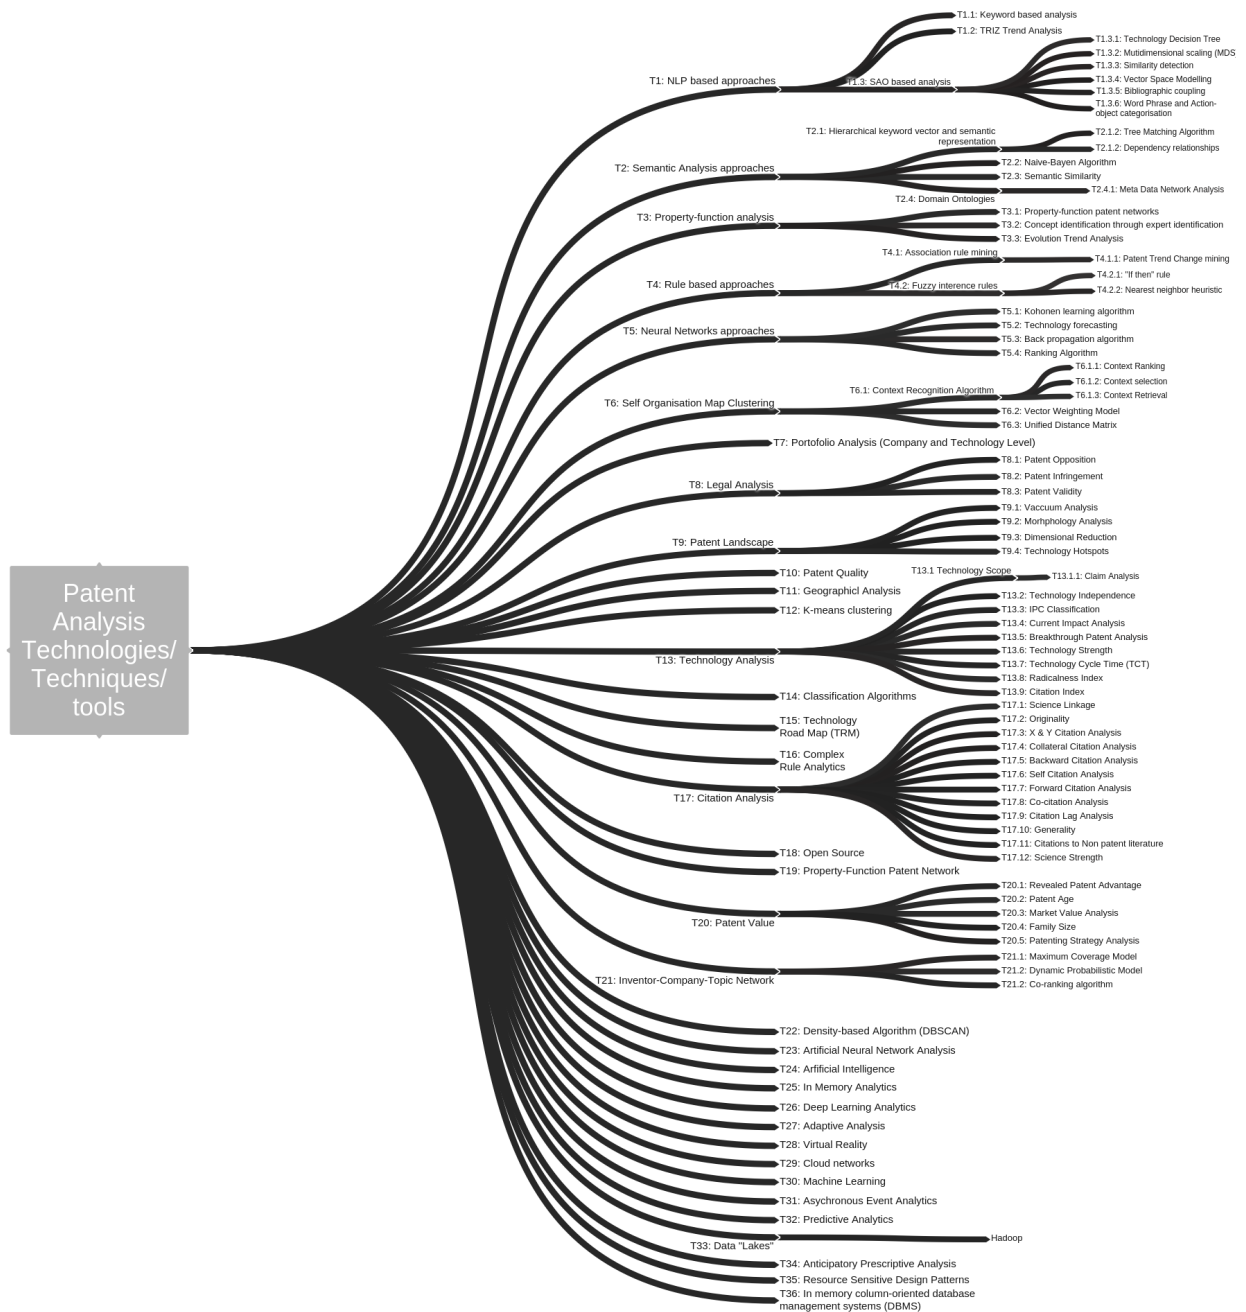 Patent
Analysis
Technologies/
Techniques/
tools
T1: NLP based approaches
T1.1: Keyword based analysis
T1.2: TRIZ Trend Analysis
T1.3: SAO based analysis
T1.3.1: Technology Decision Tree
T1.3.2: Mutidimensional scaling (MDS
T1.3.3: Similarity detection
T1.3.4: Vector Space Modelling
T1.3.5: Bibliographic coupling
T1.3.6: Word Phrase and Action-
object categorisation
T2: Semantic Analysis approaches
T2.1: Hierarchical keyword vector and semantic
representation
T2.1.2: Tree Matching Algorithm
T2.1.2: Dependency relationships
T2.2: Naive-Bayen Algorithm
T2.3: Semantic Similarity
T2.4: Domain Ontologies
T2.4.1: Meta Data Network Analysis
T3: Property-function analysis
T3.1: Property-function patent networks
T3.2: Concept identification through expert identification
T3.3: Evolution Trend Analysis
T4: Rule based approaches
T4.1: Association rule mining
T4.1.1: Patent Trend Change mining
T4.2: Fuzzy interence rules
T4.2.1: "If then" rule
T4.2.2: Nearest neighbor heuristic
T5: Neural Networks approaches
T5.1: Kohonen learning algorithm
T5.2: Technology forecasting
T5.3: Back propagation algorithm
T5.4: Ranking Algorithm
T6: Self Organisation Map Clustering
T6.1: Context Recognition Algorithm
T6.1.1: Context Ranking
T6.1.2: Context selection
T6.1.3: Context Retrieval
T6.2: Vector Weighting Model
T6.3: Unified Distance Matrix
T7: Portofolio Analysis (Company and Technology Level)
T8: Legal Analysis
T8.1: Patent Opposition
T8.2: Patent Infringement
T8.3: Patent Validity
T9: Patent Landscape
T9.1: Vaccuum Analysis
T9.2: Morhphology Analysis
T9.3: Dimensional Reduction
T9.4: Technology Hotspots
T10: Patent Quality
T11: Geographicl Analysis
T12: K-means clustering
T13: Technology Analysis
T13.1 Technology Scope
T13.1.1: Claim Analysis
T13.2: Technology Independence
T13.3: IPC Classification
T13.4: Current Impact Analysis
T13.5: Breakthrough Patent Analysis
T13.6: Technology Strength
T13.7: Technology Cycle Time (TCT)
T13.8: Radicalness Index
T13.9: Citation Index
T14: Classification Algorithms
T15: Technology
Road Map (TRM)
T16: Complex
Rule Analytics
T17: Citation Analysis
T17.1: Science Linkage
T17.2: Originality
T17.3: X & Y Citation Analysis
T17.4: Collateral Citation Analysis
T17.5: Backward Citation Analysis
T17.6: Self Citation Analysis
T17.7: Forward Citation Analysis
T17.8: Co-citation Analysis
T17.9: Citation Lag Analysis
T17.10: Generality
T17.11: Citations to Non patent literature
T17.12: Science Strength
T18: Open Source
T19: Property-Function Patent Network
T20: Patent Value
T20.1: Revealed Patent Advantage
T20.2: Patent Age
T20.3: Market Value Analysis
T20.4: Family Size
T20.5: Patenting Strategy Analysis
T21: Inventor-Company-Topic Network
T21.1: Maximum Coverage Model
T21.2: Dynamic Probabilistic Model
T21.2: Co-ranking algorithm
T22: Density-based Algorithm (DBSCAN)
T23: Artificial Neural Network Analysis
T24: Arfificial Intelligence
T25: In Memory Analytics
T26: Deep Learning Analytics
T27: Adaptive Analysis
T28: Virtual Reality
T29: Cloud networks
T30: Machine Learning
T31: Asychronous Event Analytics
T32: Predictive Analytics
T33: Data "Lakes"
Hadoop
T34: Anticipatory Prescriptive Analysis
T35: Resource Sensitive Design Patterns
T36: In memory column-oriented database
management systems (DBMS)